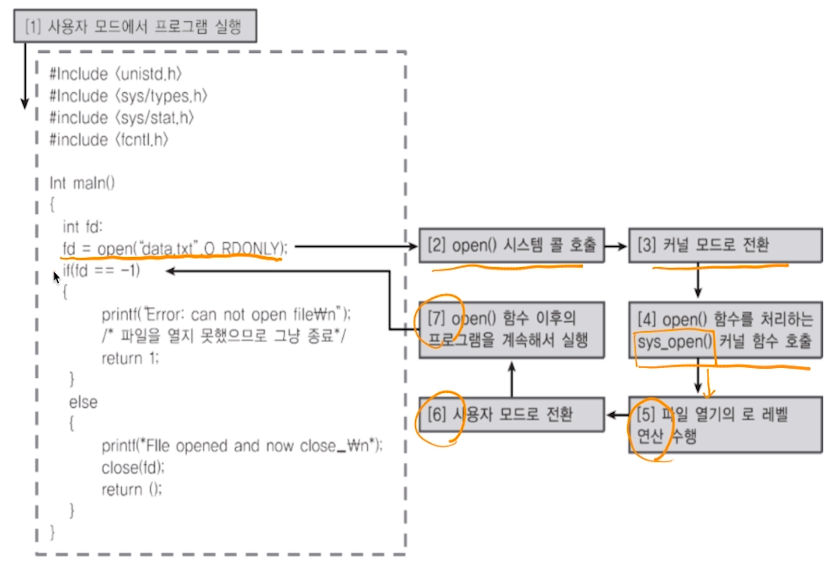 [1] 사용자 모드에서 프로그램 실행
#Include <unistd.h>
#Include <sys/types.h>
#include <sys/stat.h>
#include <fcntl.h>
Int maIn()
{
int fd:
fd = open("data.txt" O_RDONLY);
if(fd == -1)
{
printf("Error: can not open file₩n");
/* 파일을 열지 못했으므로 그냥 종료*/
return 1;
}
else
{
printf(*FIle opened and now close_₩n*);
close(fd);
return ();
}
}
[2] open() 시스템 콜 호출
[3] 커널 모드로 전환
[4] open() 함수를 처리하는
sys_open() 커널 함수 호출
[5] 파일 열기의 로 레벨
연산 수행
[6] 사용자 모드로 전환
[7] open() 함수 이후의
프로그램을 계속해서 실행